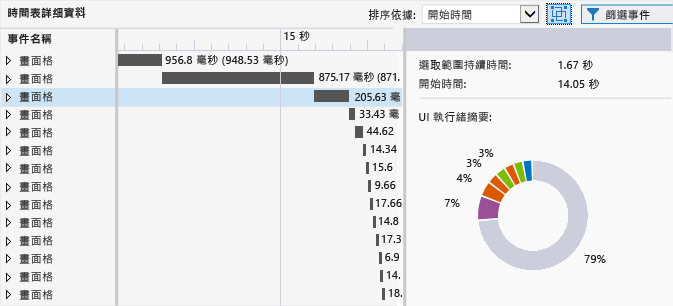 時間表詳細資料
排序依據: 開始時間 篩選事件
事件名稱
15 秒
畫面格 956.8 毫秒 (948.53 毫秒)
畫面格 875.17 毫秒 (871.
畫面格 205.63 毫
畫面格 33.43 毫
畫面格 44.62
畫面格 14.34
畫面格 15.6
畫面格 9.66
畫面格 17.66
畫面格 14.8
畫面格 17.3
畫面格 6.9
畫面格 14.
畫面格 18.
選取範圍持續時間: 1.67 秒
開始時間: 14.05 秒
UI 執行緒摘要:
3%
3%
4%
7%
79%